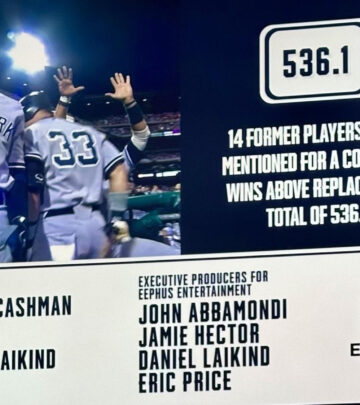 ORK
33
536.1
14 FORMER PLAYERS
MENTIONED FOR A CO
WINS ABOVE REPLAC
TOTAL OF 536.
CASHMAN
AIKIND
EXECUTIVE PRODUCERS FOR
EEPHUS ENTERTAINMENT
JOHN ABBAMONDI
JAMIE HECTOR
DANIEL LAIKIND
ERIC PRICE
E